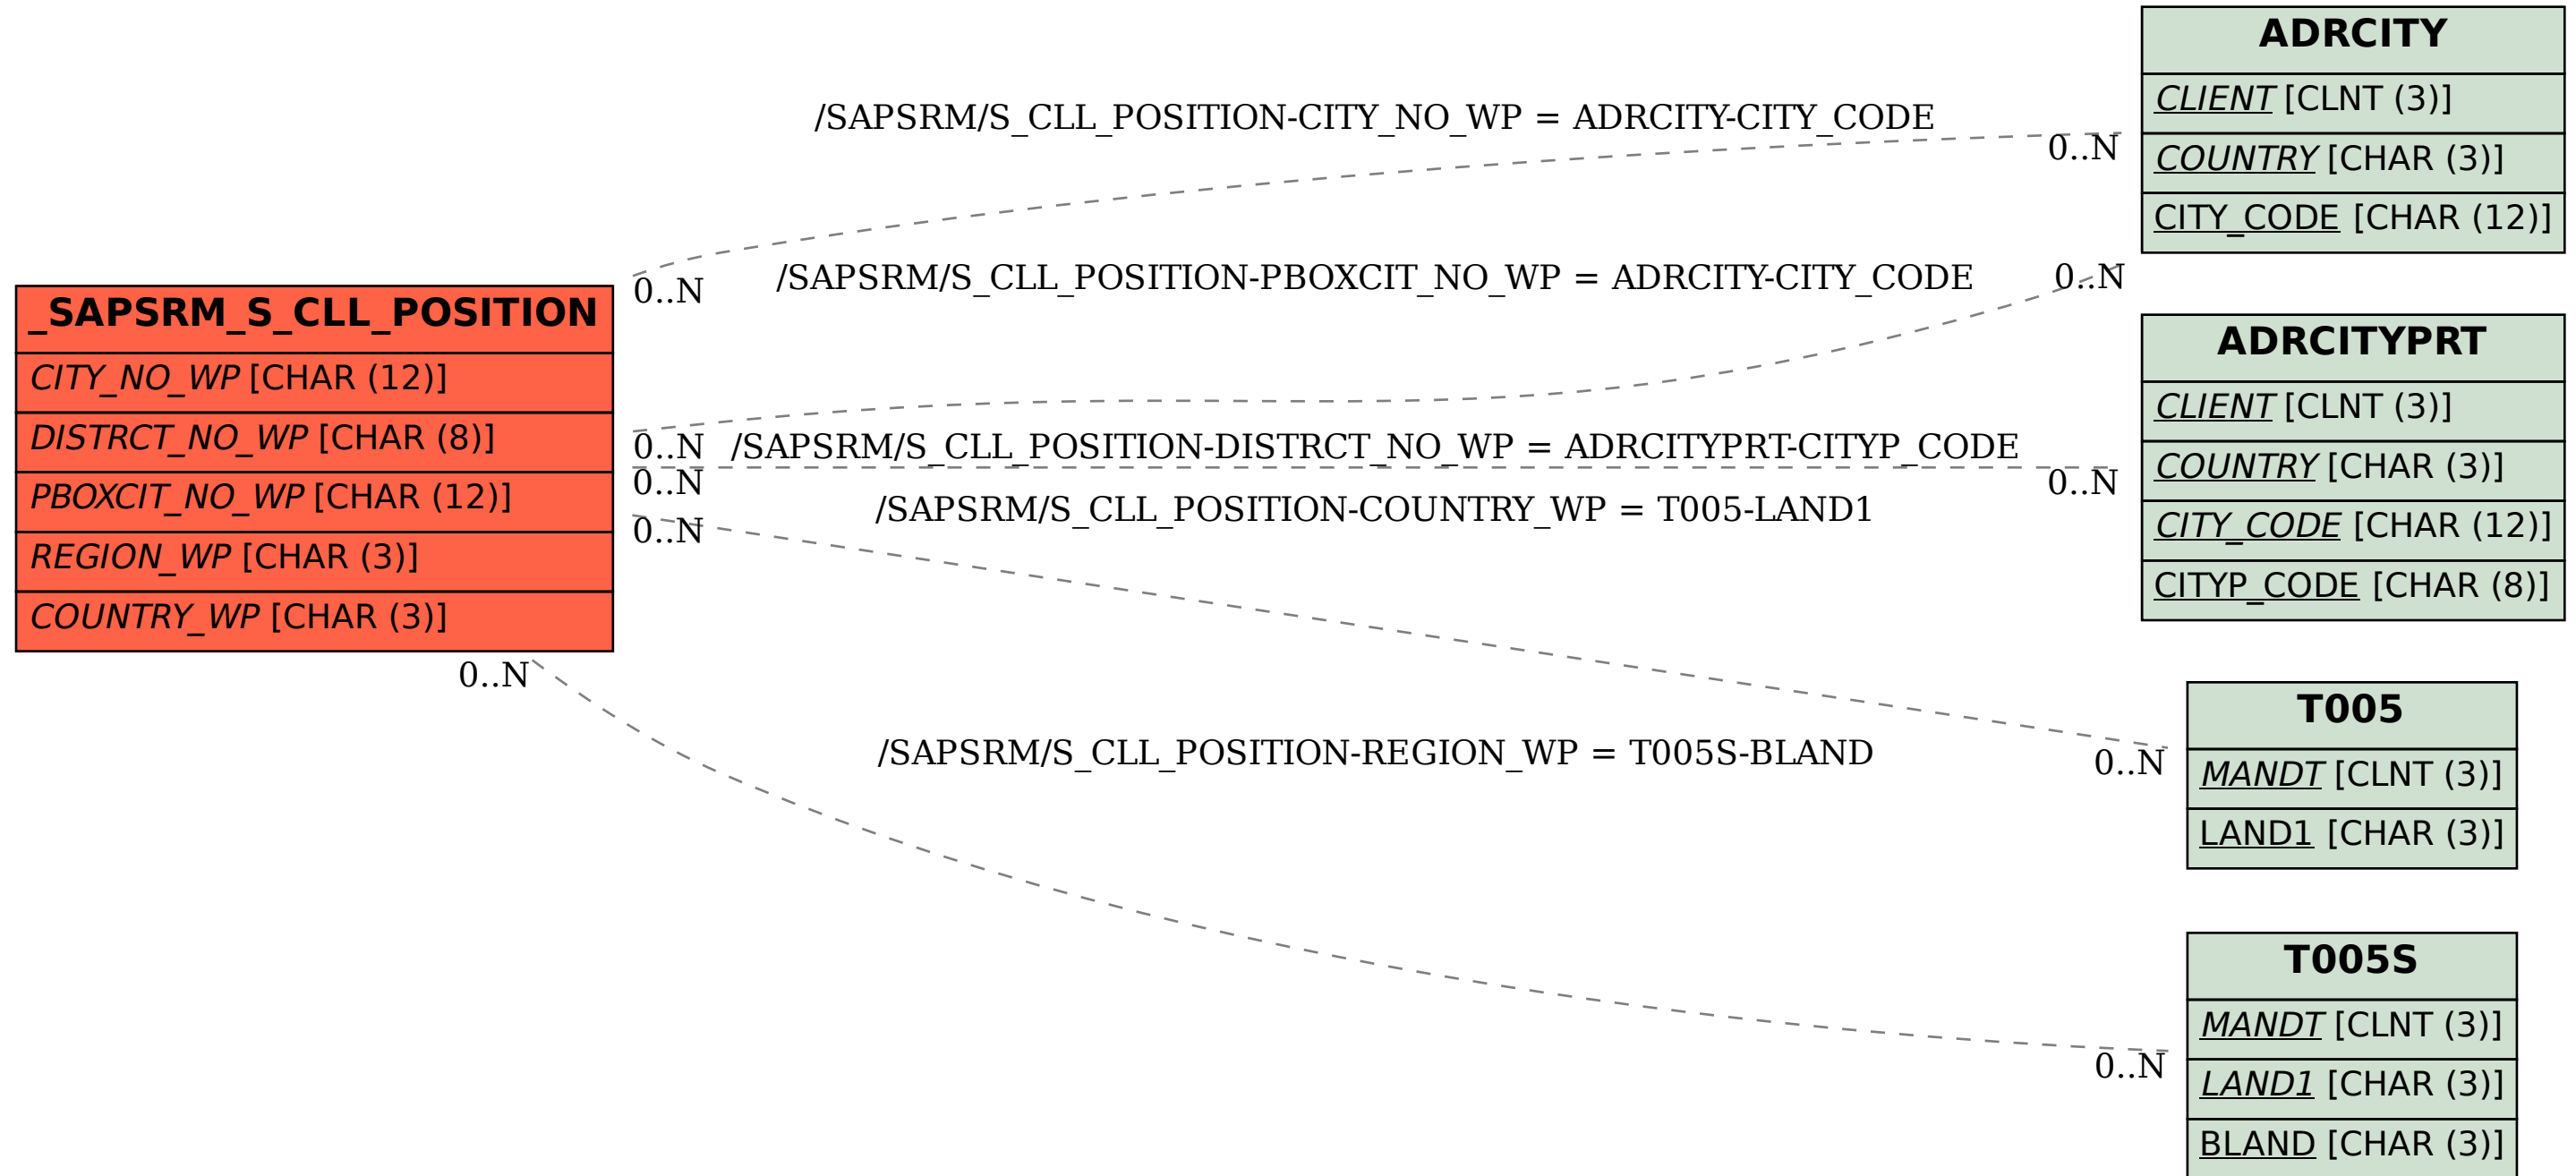 _SAPSRM_S_CLL_POSITION
CITY_NO_WP [CHAR (12)]
DISTRCT_NO_WP [CHAR (8)]
PBOXCIT_NO_WP [CHAR (12)]
REGION_WP [CHAR (3)]
COUNTRY_WP [CHAR (3)]
/SAPSRM/S_CLL_POSITION-CITY_NO_WP = ADRCITY-CITY_CODE
0..N
0..N
/SAPSRM/S_CLL_POSITION-PBOXCIT_NO_WP = ADRCITY-CITY_CODE
0..N
0..N
/SAPSRM/S_CLL_POSITION-DISTRCT_NO_WP = ADRCITYPRT-CITYP_CODE
0..N
0..N
/SAPSRM/S_CLL_POSITION-COUNTRY_WP = T005-LAND1
0..N
0..N
/SAPSRM/S_CLL_POSITION-REGION_WP = T005S-BLAND
0..N
0..N
ADRCITY
CLIENT [CLNT (3)]
COUNTRY [CHAR (3)]
CITY_CODE [CHAR (12)]
ADRCITYPRT
CLIENT [CLNT (3)]
COUNTRY [CHAR (3)]
CITY_CODE [CHAR (12)]
CITYP_CODE [CHAR (8)]
T005
MANDT [CLNT (3)]
LAND1 [CHAR (3)]
T005S
MANDT [CLNT (3)]
LAND1 [CHAR (3)]
BLAND [CHAR (3)]